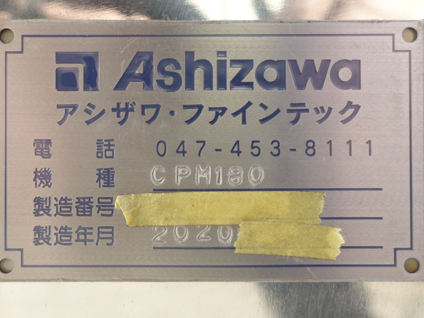 Ashizawa
アシザワ・ファインテック
電話 047-453-8111
機種 CPM180
製造番号
製造年月 2020